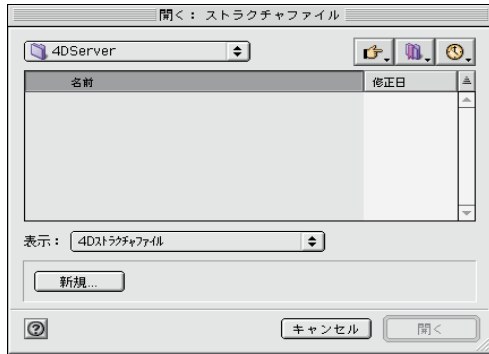 開く：ストラクチャファイル
4DServer
名前 修正日
表示： 4Dｽﾄﾗｸﾁｬﾌｧｲﾙ
新規...
キャンセル 開く